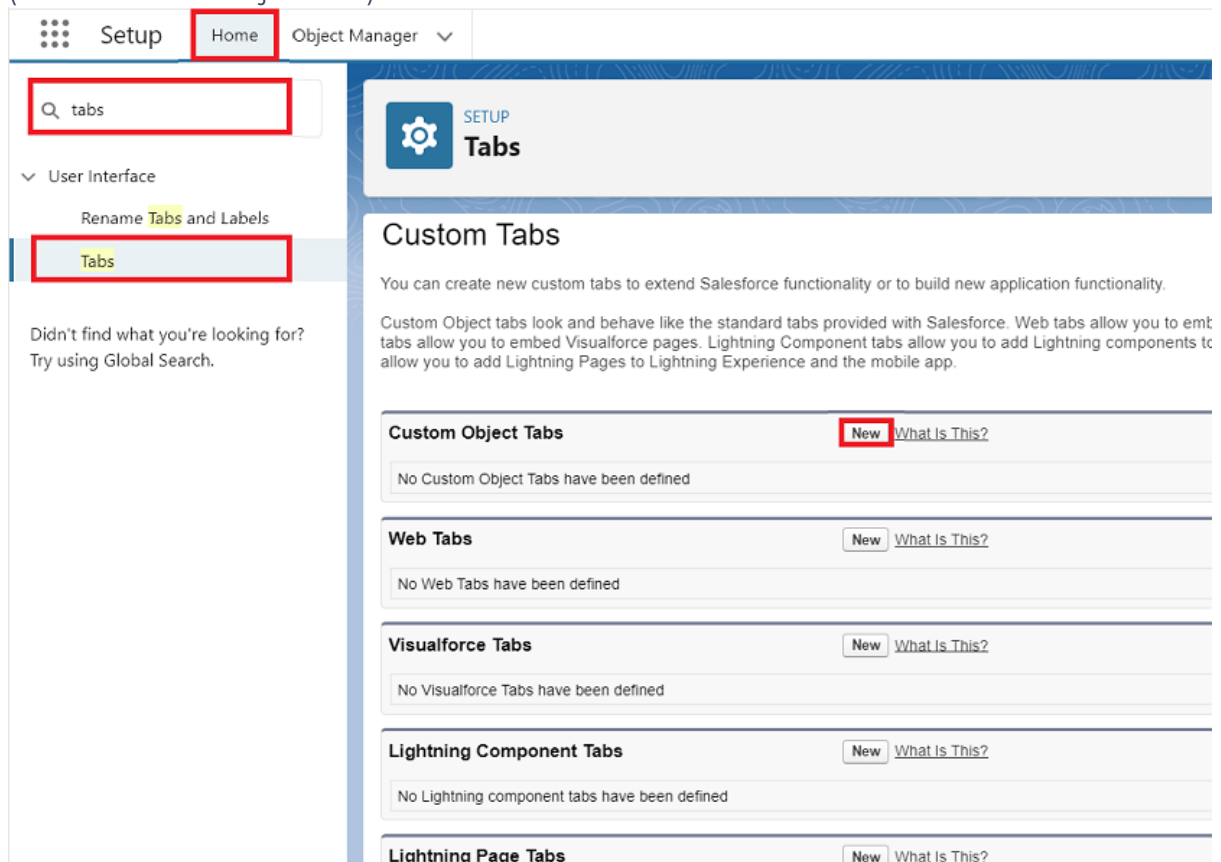 Setup
Home
Object Manager
tabs
User Interface
Rename Tabs and Labels
Tabs
Didn't find what you're looking for?
Try using Global Search.
SETUP
Tabs
Custom Tabs
You can create new custom tabs to extend Salesforce functionality or to build new application functionality.
Custom Object tabs look and behave like the standard tabs provided with Salesforce. Web tabs allow you to emb
tabs allow you to embed Visualforce pages. Lightning Component tabs allow you to add Lightning components to
allow you to add Lightning Pages to Lightning Experience and the mobile app.
Custom Object Tabs New What Is This?
No Custom Object Tabs have been defined
Web Tabs New What Is This?
No Web Tabs have been defined
Visualforce Tabs New What Is This?
No Visualforce Tabs have been defined
Lightning Component Tabs New What Is This?
No Lightning component tabs have been defined
Lightning Page Tabs New What Is This?